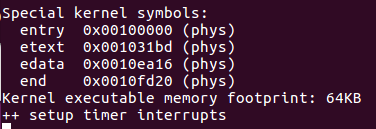 Special kernel symbols:
  entry  0x00100000 (phys)
  etext  0x001031bd (phys)
  edata  0x0010ea16 (phys)
  end    0x0010fd20 (phys)
Kernel executable memory footprint: 64KB
++ setup timer interrupts